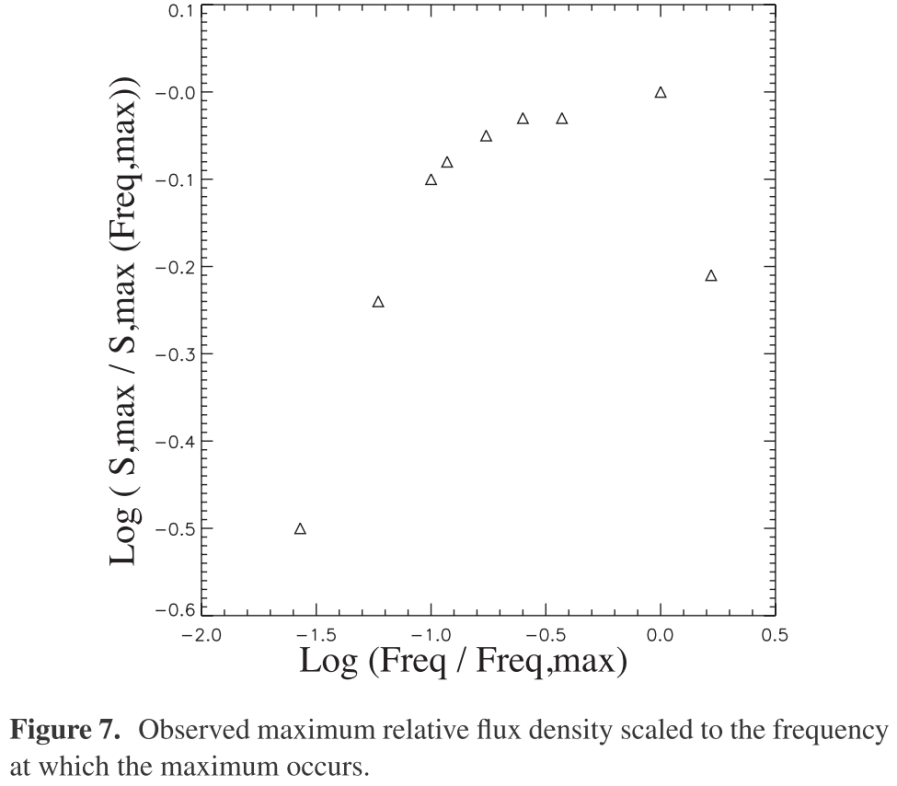 0.1
−0.0
−0.1
−0.2
−0.3
−0.4
−0.5
−0.6
Log ( S,max / S,max (Freq,max))
−2.0 −1.5 −1.0 −0.5 0.0 0.5
Log (Freq / Freq,max)
Figure 7. Observed maximum relative flux density scaled to the frequency
at which the maximum occurs.